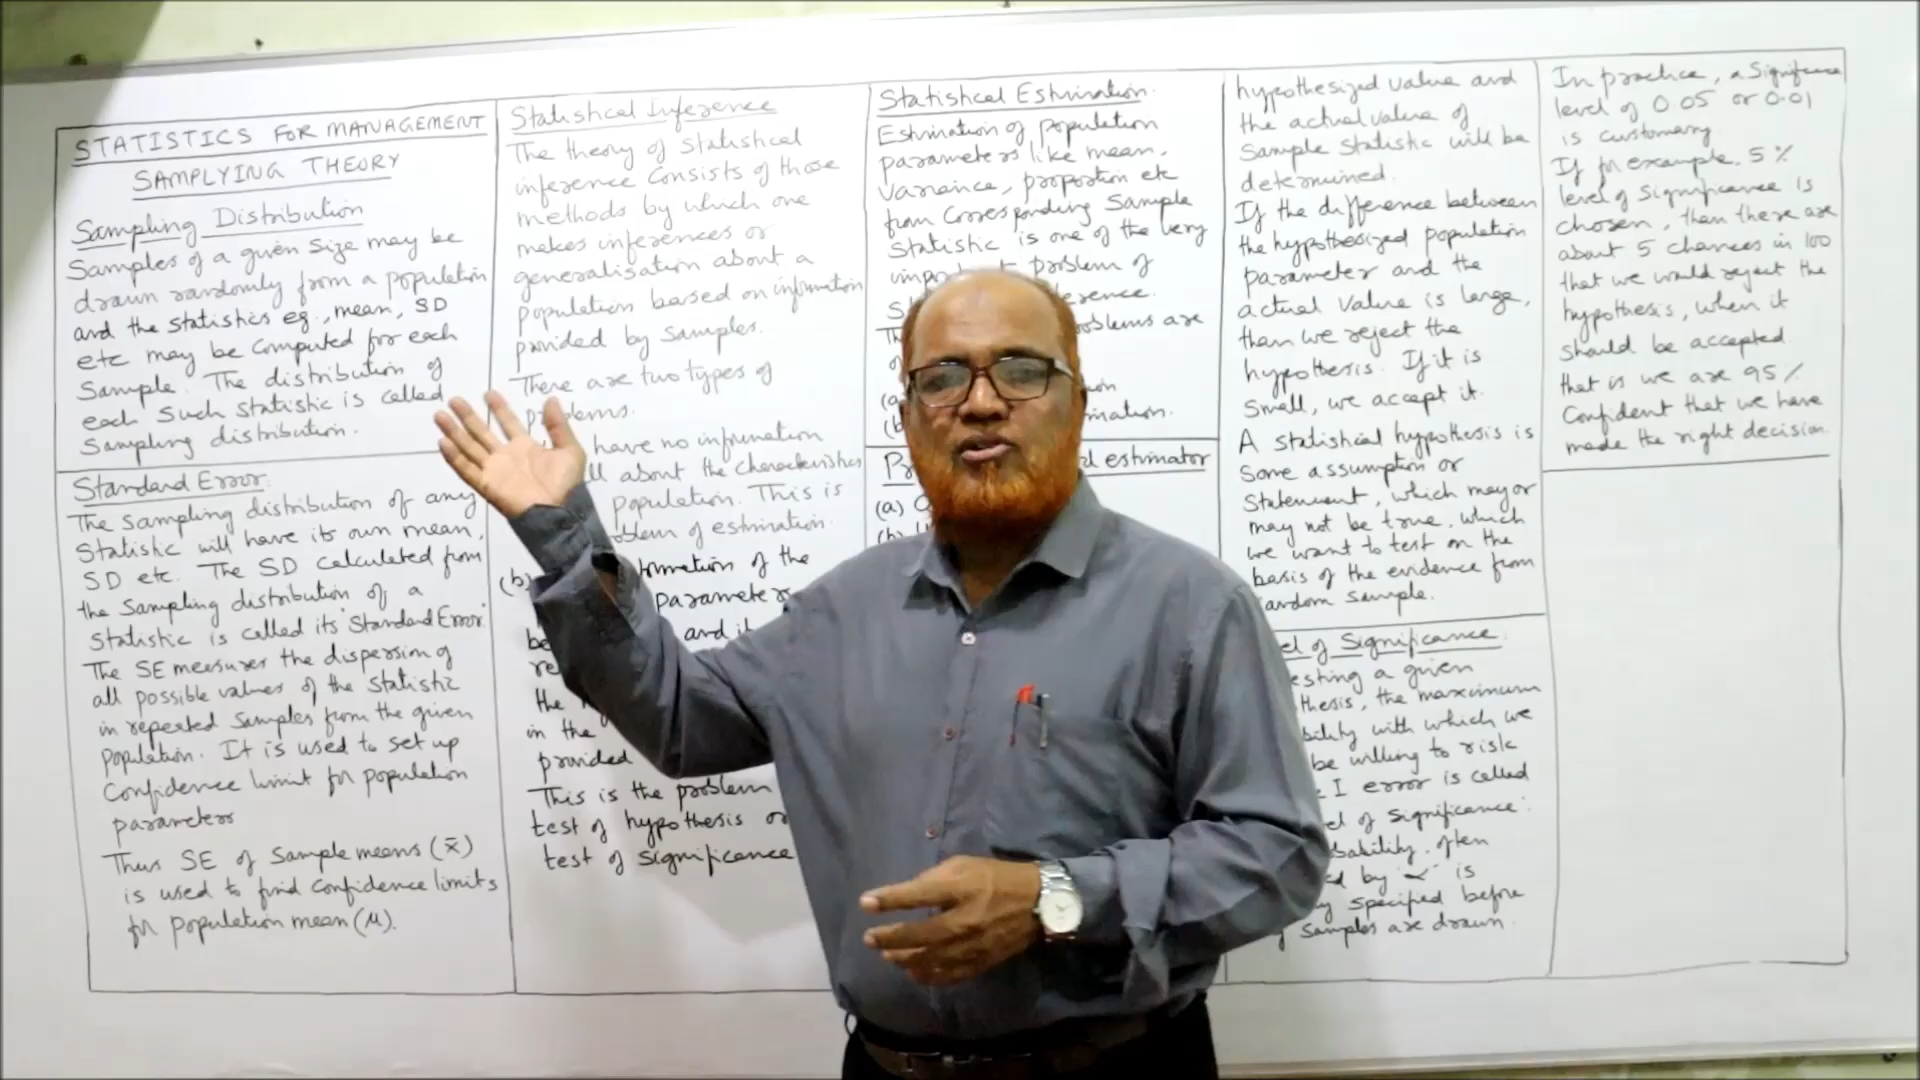 STATISTICS FOR MANAGEMENT
SAMPLYING THEORY
Sampling Distribution
Samples of a given size may be
drawn randomly from a population
and the statistics eg., mean, SD
etc may be computed for each
Sample. The distribution of
each such statistic is called
Sampling distribution.
Standard Error
The sampling distribution of any
Statistic will have its own mean,
SD etc. The SD calculated from
the sampling distribution of a
statistic is called its "Standard Error"
The SE measures the dispersion of
all possible values of the statistic
in repeated samples from the given
population. It is used to set up
Confidence limit for population
parameters
Thus SE of Sample means (x̄)
is used to find confidence limits
for population mean (μ).
Statistical Inference
The theory of Statistical
inference consists of those
methods by which one
makes inferences or
generalisation about a
population based on information
provided by samples.
There are two types of
problems.
have no information
about the characteristics
population. This is
of estimation.
(b) of the
parameters
and
the
in the
provided
This is the problem
test of hypothesis or
test of significance
Statistical Estimation
Estimation of population
parameters like mean,
Variance, proportion etc
from Corresponding Sample
Statistic is one of the very
problem of
problems are
(b)
estimator
(a)
(b)
hypothesized value and
the actual value of
Sample Statistic will be
determined.
If the difference between
the hypothesized population
parameter and the
actual value is large,
than we reject the
hypothesis. If it is
small, we accept it.
A statistical hypothesis is
Some assumption or
Statement, which may or
may not be true, which
we want to test on the
basis of the evidence from
sample.
of Significance
a given
the maximum
with which we
be willing to risk
I error is called
of Significance.
often
by α is
specified before
samples are drawn.
In practice, a Significance
level of 0.05 or 0.01
is customary
If for example, 5%
level of significance is
chosen, then there are
about 5 chances in 100
that we would reject the
hypothesis, when it
should be accepted.
that is we are 95%
Confident that we have
made the right decision